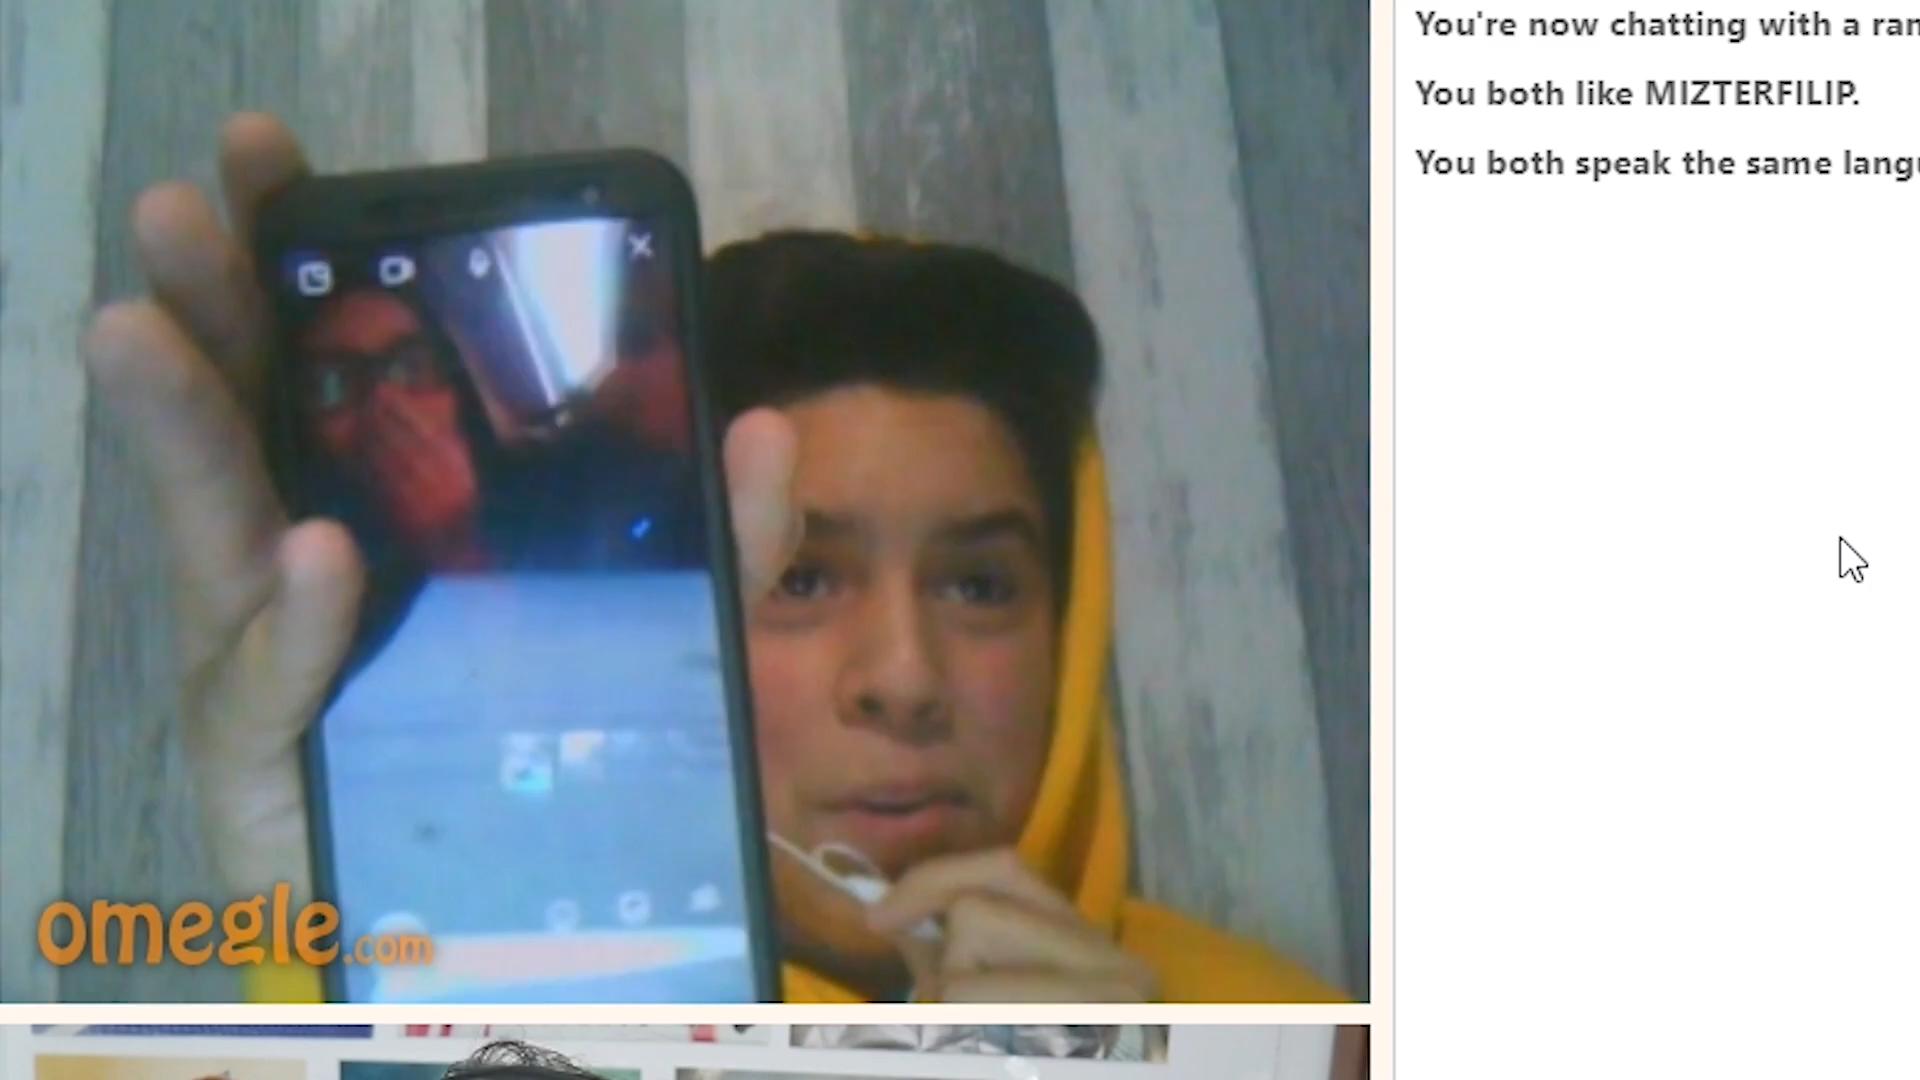 You're now chatting with a ran
You both like MIZTERFILIP.
You both speak the same langu
omegle.com